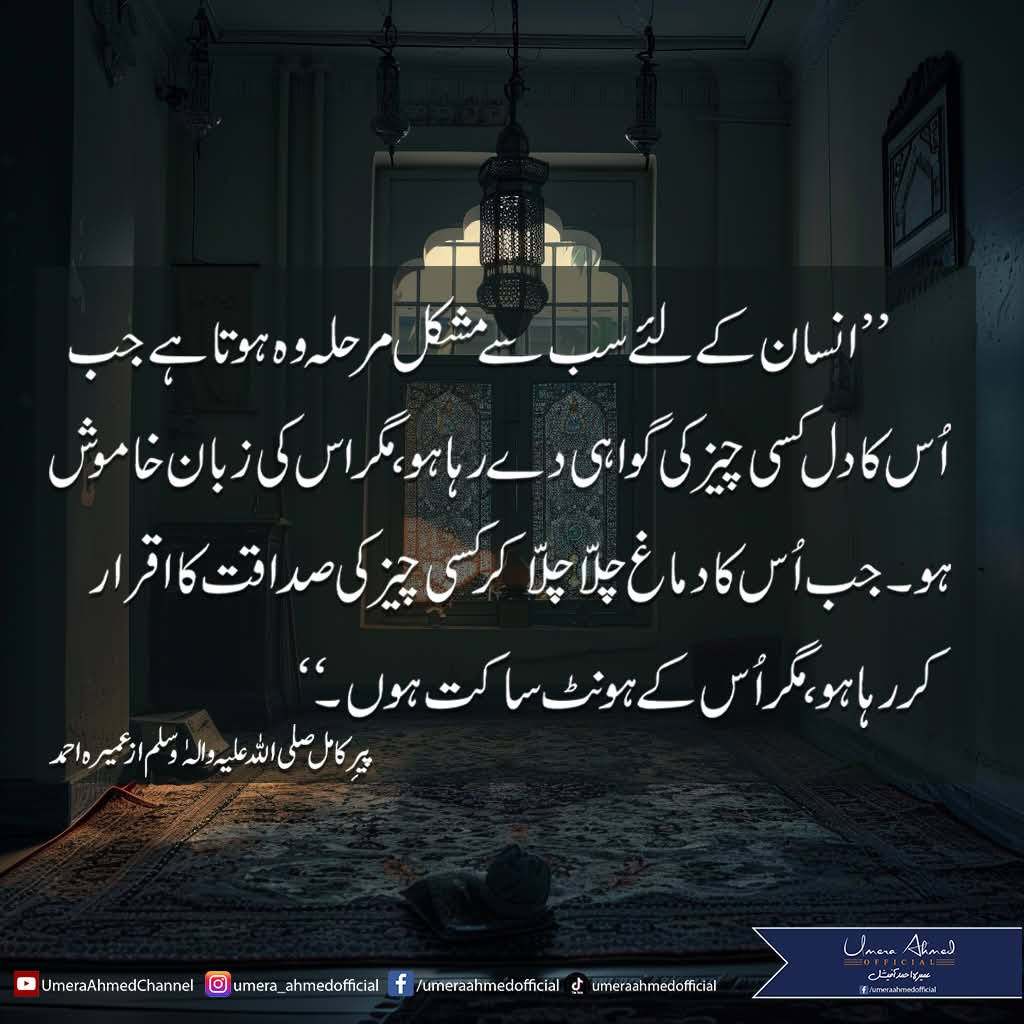 ”انسان کے لئے سب سے مشکل مرحلہ وہ ہوتا ہے جب
اُس کا دل کسی چیز کی گواہی دے رہا ہو، مگر اس کی زبان خاموش
ہو۔ جب اُس کا دماغ چلّا چلّا کر کسی چیز کی صداقت کا اقرار
کر رہا ہو، مگر اُس کے ہونٹ ساکت ہوں۔“
پیرِ کامل صلی اللہ علیہ والہٰ وسلم از عمیرہ احمد
Umera Ahmed
OFFICIAL
عمیرہ احمد آفیشل
/umeraahmedofficial
UmeraAhmedChannel umera_ahmedofficial /umeraahmedofficial umeraahmedofficial